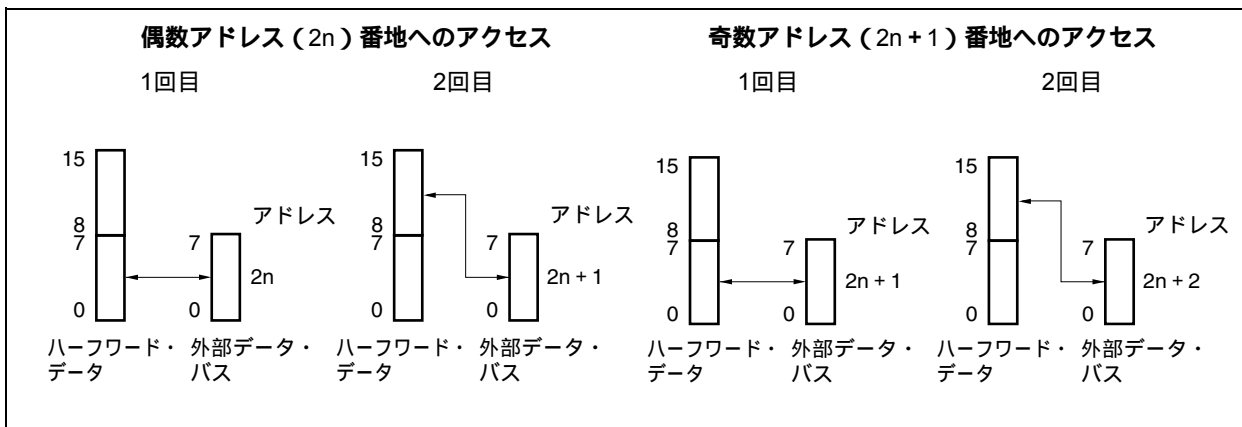 偶数アドレス（2n）番地へのアクセス
1回目
2回目
15
8
7
0
ハーフワード・
データ
アドレス
7
2n
0
外部データ・
バス
15
8
7
0
ハーフワード・
データ
アドレス
7
2n + 1
0
外部データ・
バス
奇数アドレス（2n + 1）番地へのアクセス
1回目
2回目
15
8
7
0
ハーフワード・
データ
アドレス
7
2n + 1
0
外部データ・
バス
15
8
7
0
ハーフワード・
データ
アドレス
7
2n + 2
0
外部データ・
バス